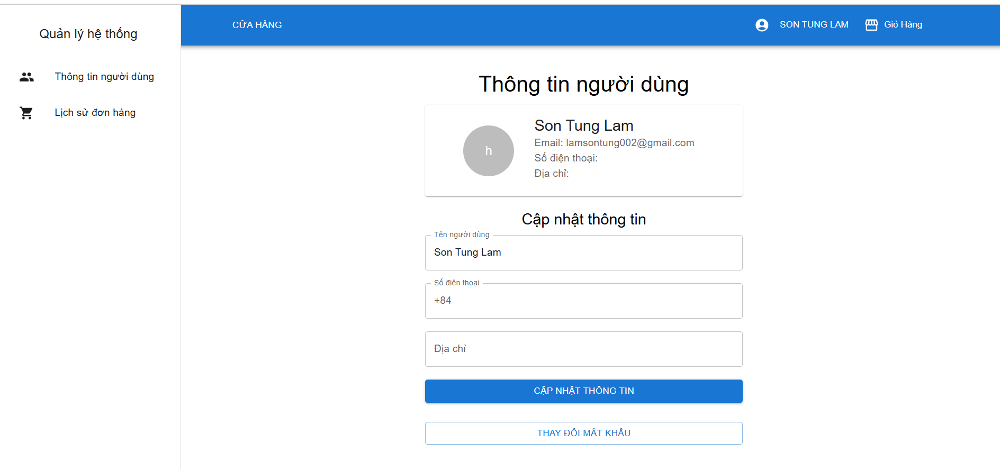 Quản lý hệ thống
Thông tin người dùng
Lịch sử đơn hàng
CỬA HÀNG
SON TUNG LAM
Giỏ Hàng
Thông tin người dùng
h
Son Tung Lam
Email: lamsontung002@gmail.com
Số điện thoại:
Địa chỉ:
Cập nhật thông tin
Tên người dùng
Son Tung Lam
Số điện thoại
+84
Địa chỉ
CẬP NHẬT THÔNG TIN
THAY ĐỔI MẬT KHẨU